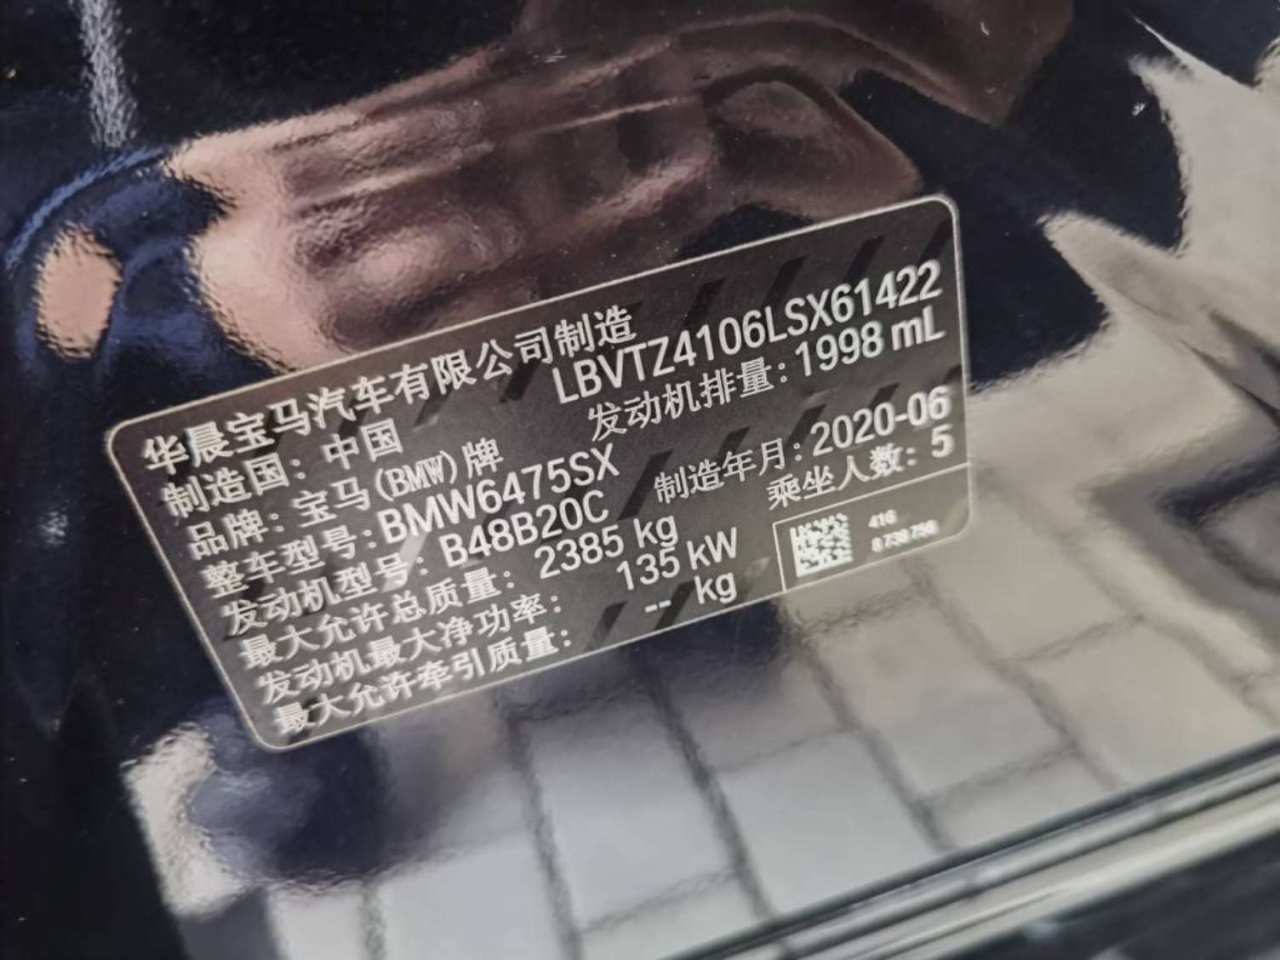 华晨宝马汽车有限公司制造
制造国: 中国 LBVTZ4106LSX61422
品牌: 宝马(BMW)牌 发动机排量: 1998 mL
整车型号: BMW6475SX 制造年月: 2020-06
发动机型号: B48B20C 乘坐人数: 5
最大允许总质量: 2385 kg
发动机最大净功率: 135 kW
最大允许牵引质量: -- kg
416
8 738 756